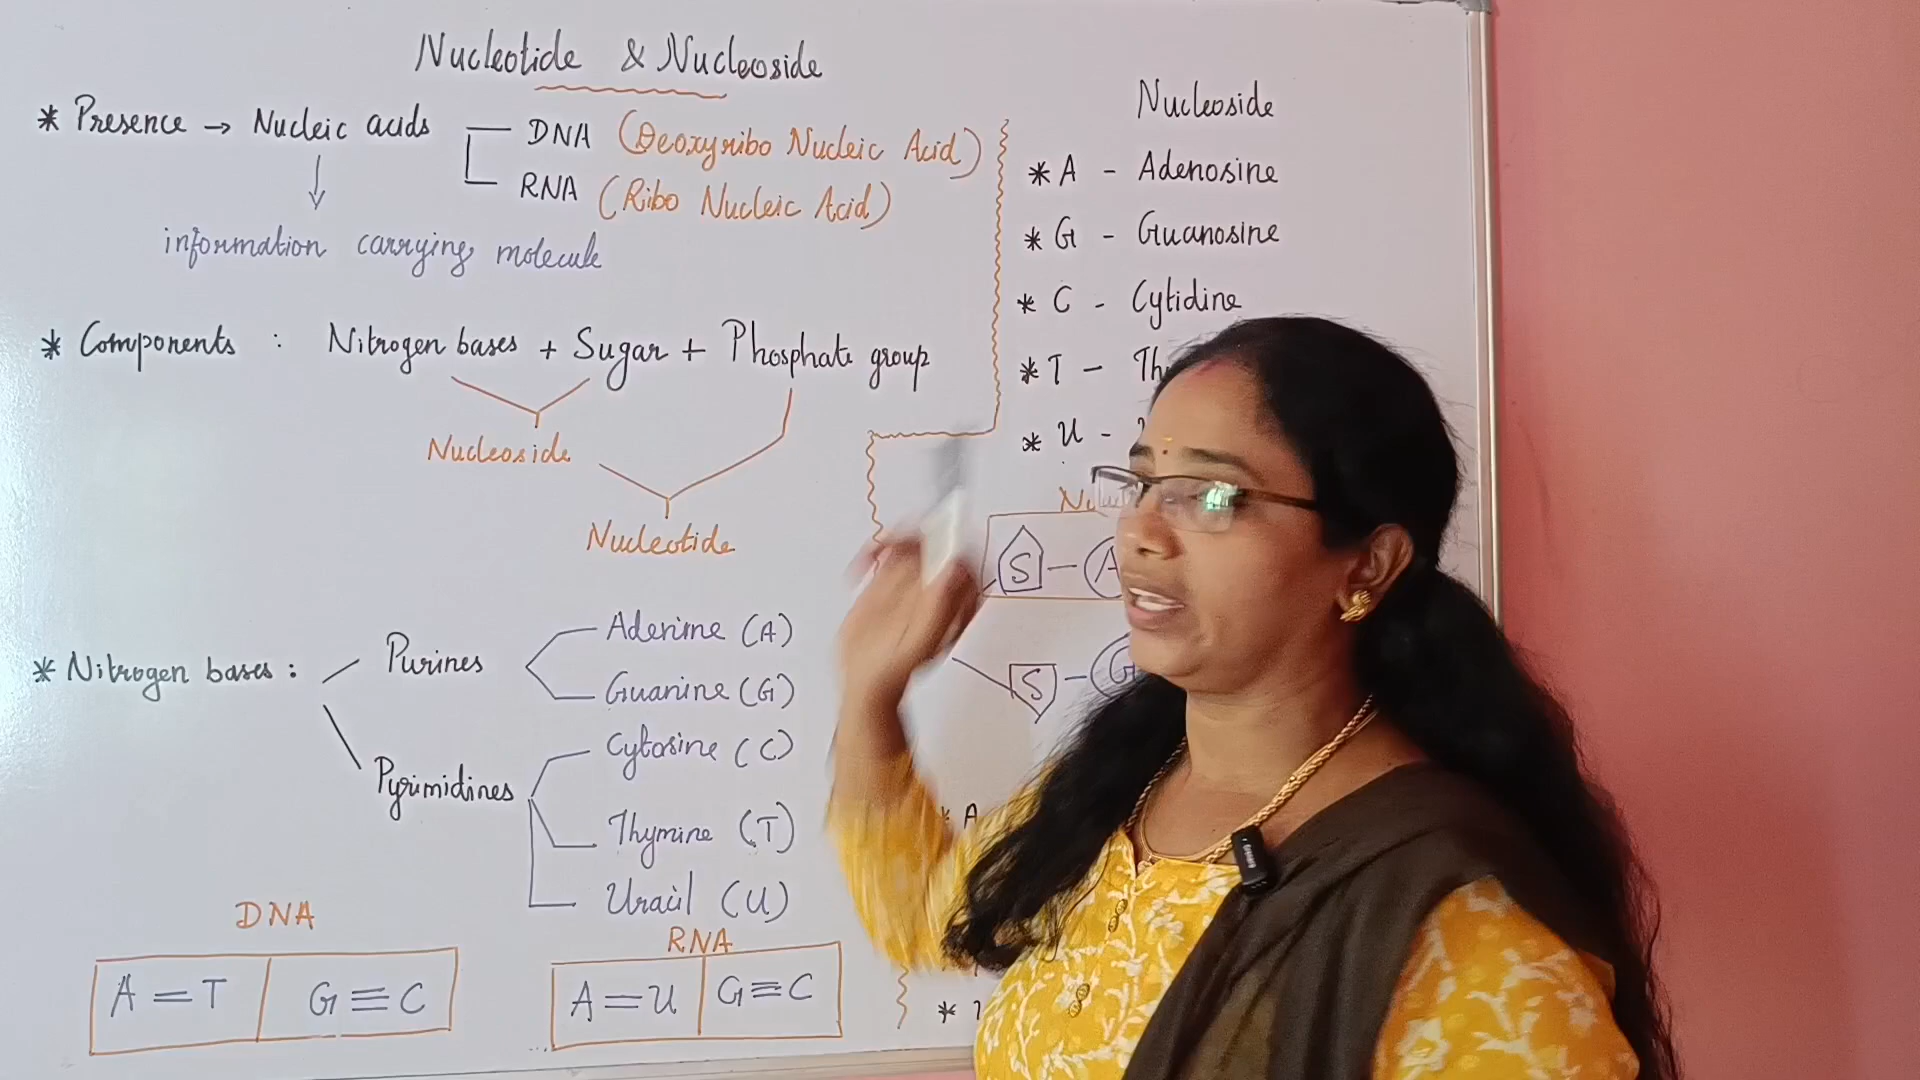 Nucleotide & Nucleoside
* Presence → Nucleic acids
DNA (Deoxyribo Nucleic Acid)
RNA (Ribo Nucleic Acid)
information carrying molecule
* Components : Nitrogen bases + Sugar + Phosphate group
Nucleoside
Nucleotide
* Nitrogen bases :
Purines
Adenine (A)
Guanine (G)
Pyrimidines
Cytosine (C)
Thymine (T)
Uracil (U)
DNA
A = T
G ≡ C
RNA
A = U
G ≡ C
Nucleoside
* A - Adenosine
* G - Guanosine
* C - Cytidine
* T -
* U -
S - A
S - G
* A